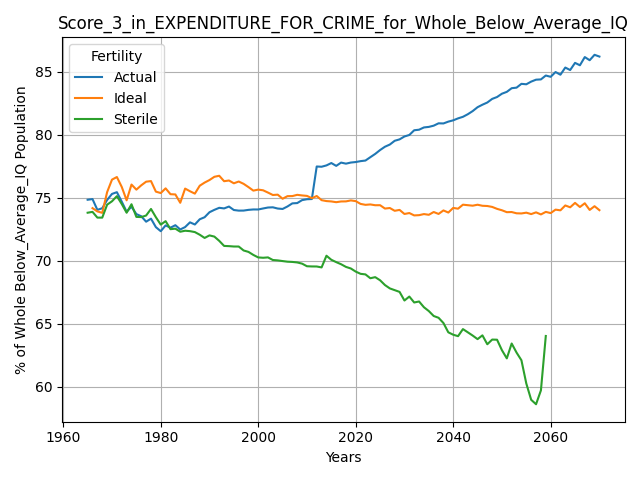 Score_3_in_EXPENDITURE_FOR_CRIME_for_Whole_Below_Average_IQ
Fertility
Actual
Ideal
Sterile
% of Whole Below_Average_IQ Population
85
80
75
70
65
60
1960
1980
2000
2020
2040
2060
Years